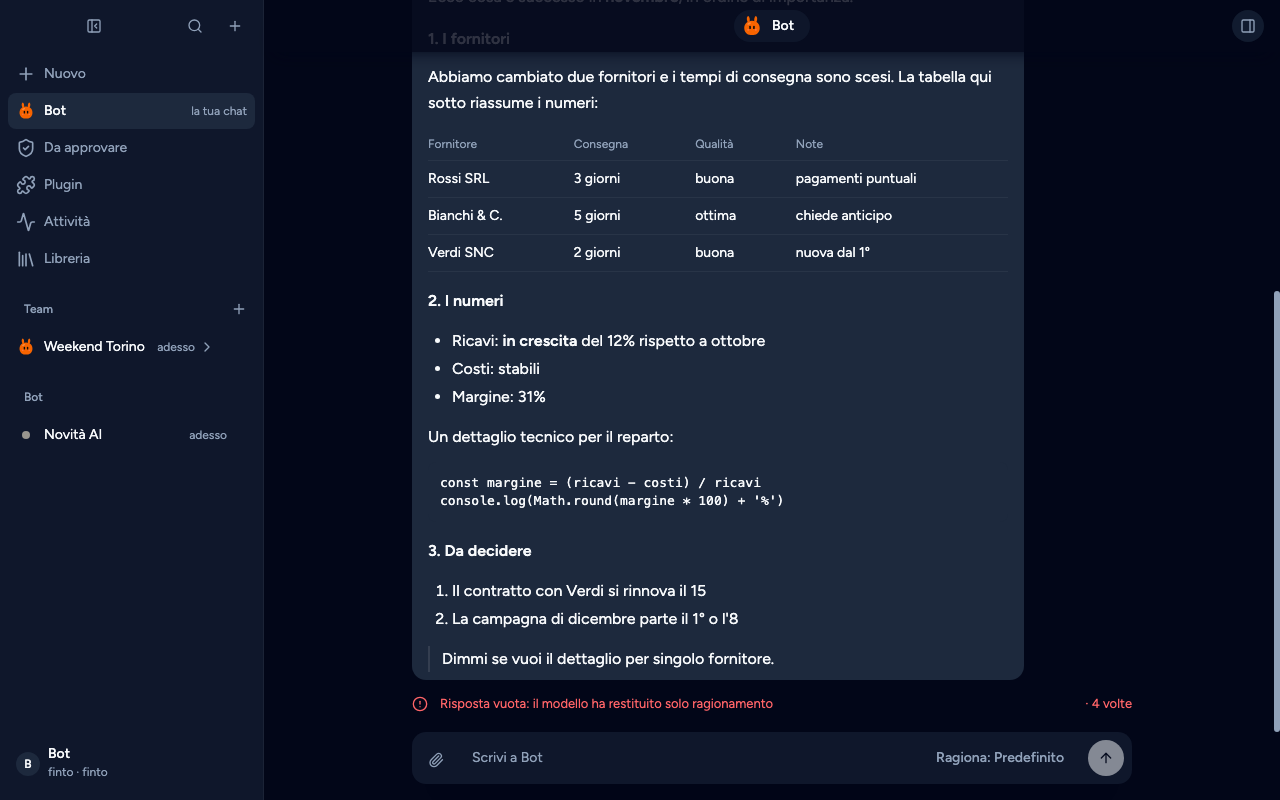 Nuovo
Bot la tua chat
Da approvare
Plugin
Attività
Libreria
Team
Weekend Torino adesso
Bot
Novità AI adesso
B Bot
finto · finto
Bot
1. I fornitori
Abbiamo cambiato due fornitori e i tempi di consegna sono scesi. La tabella qui
sotto riassume i numeri:
Fornitore Consegna Qualità Note
Rossi SRL 3 giorni buona pagamenti puntuali
Bianchi & C. 5 giorni ottima chiede anticipo
Verdi SNC 2 giorni buona nuova dal 1°
2. I numeri
• Ricavi: in crescita del 12% rispetto a ottobre
• Costi: stabili
• Margine: 31%
Un dettaglio tecnico per il reparto:
const margine = (ricavi - costi) / ricavi
console.log(Math.round(margine * 100) + '%')
3. Da decidere
1. Il contratto con Verdi si rinnova il 15
2. La campagna di dicembre parte il 1° o l'8
Dimmi se vuoi il dettaglio per singolo fornitore.
Risposta vuota: il modello ha restituito solo ragionamento · 4 volte
Scrivi a Bot Ragiona: Predefinito